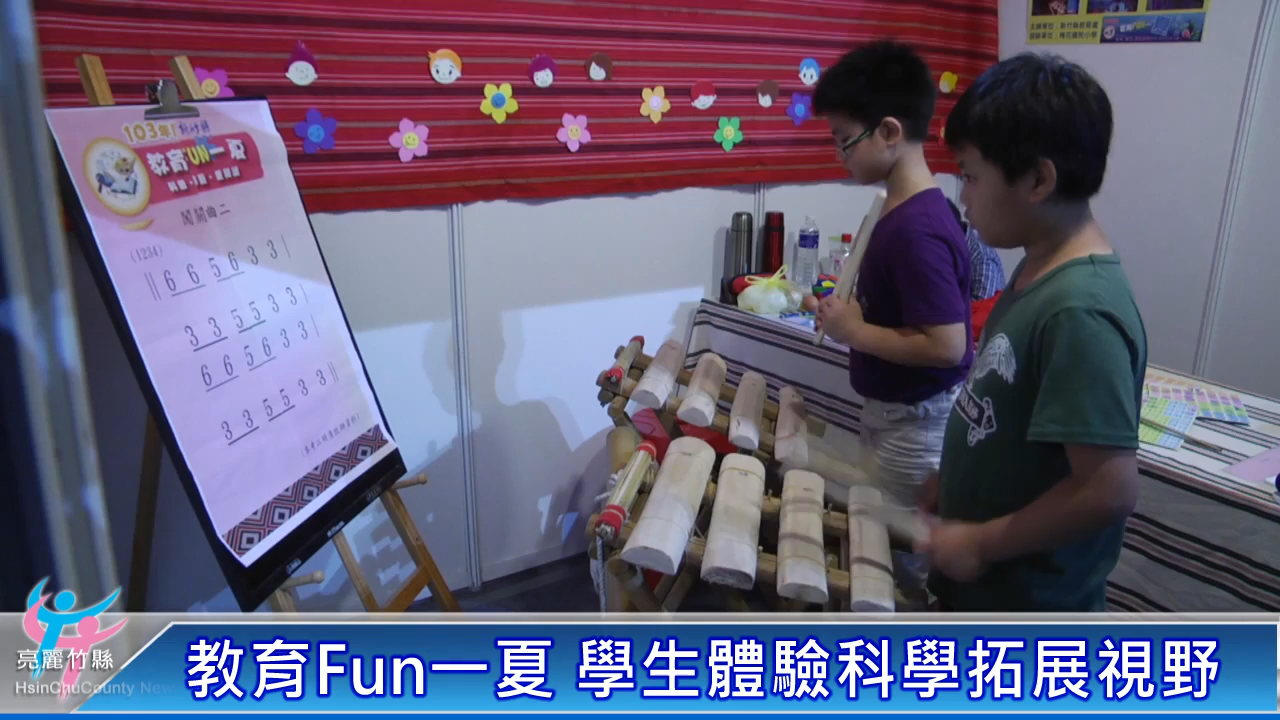 103年
教育FUN一夏
闖關曲二
(1234)
6 6 5 6 3 3
3 3 5 5 3 3
6 6 5 6 3 3
3 3 5 5 3 3
亮麗竹縣
HsinChuCounty New
教育Fun一夏 學生體驗科學拓展視野